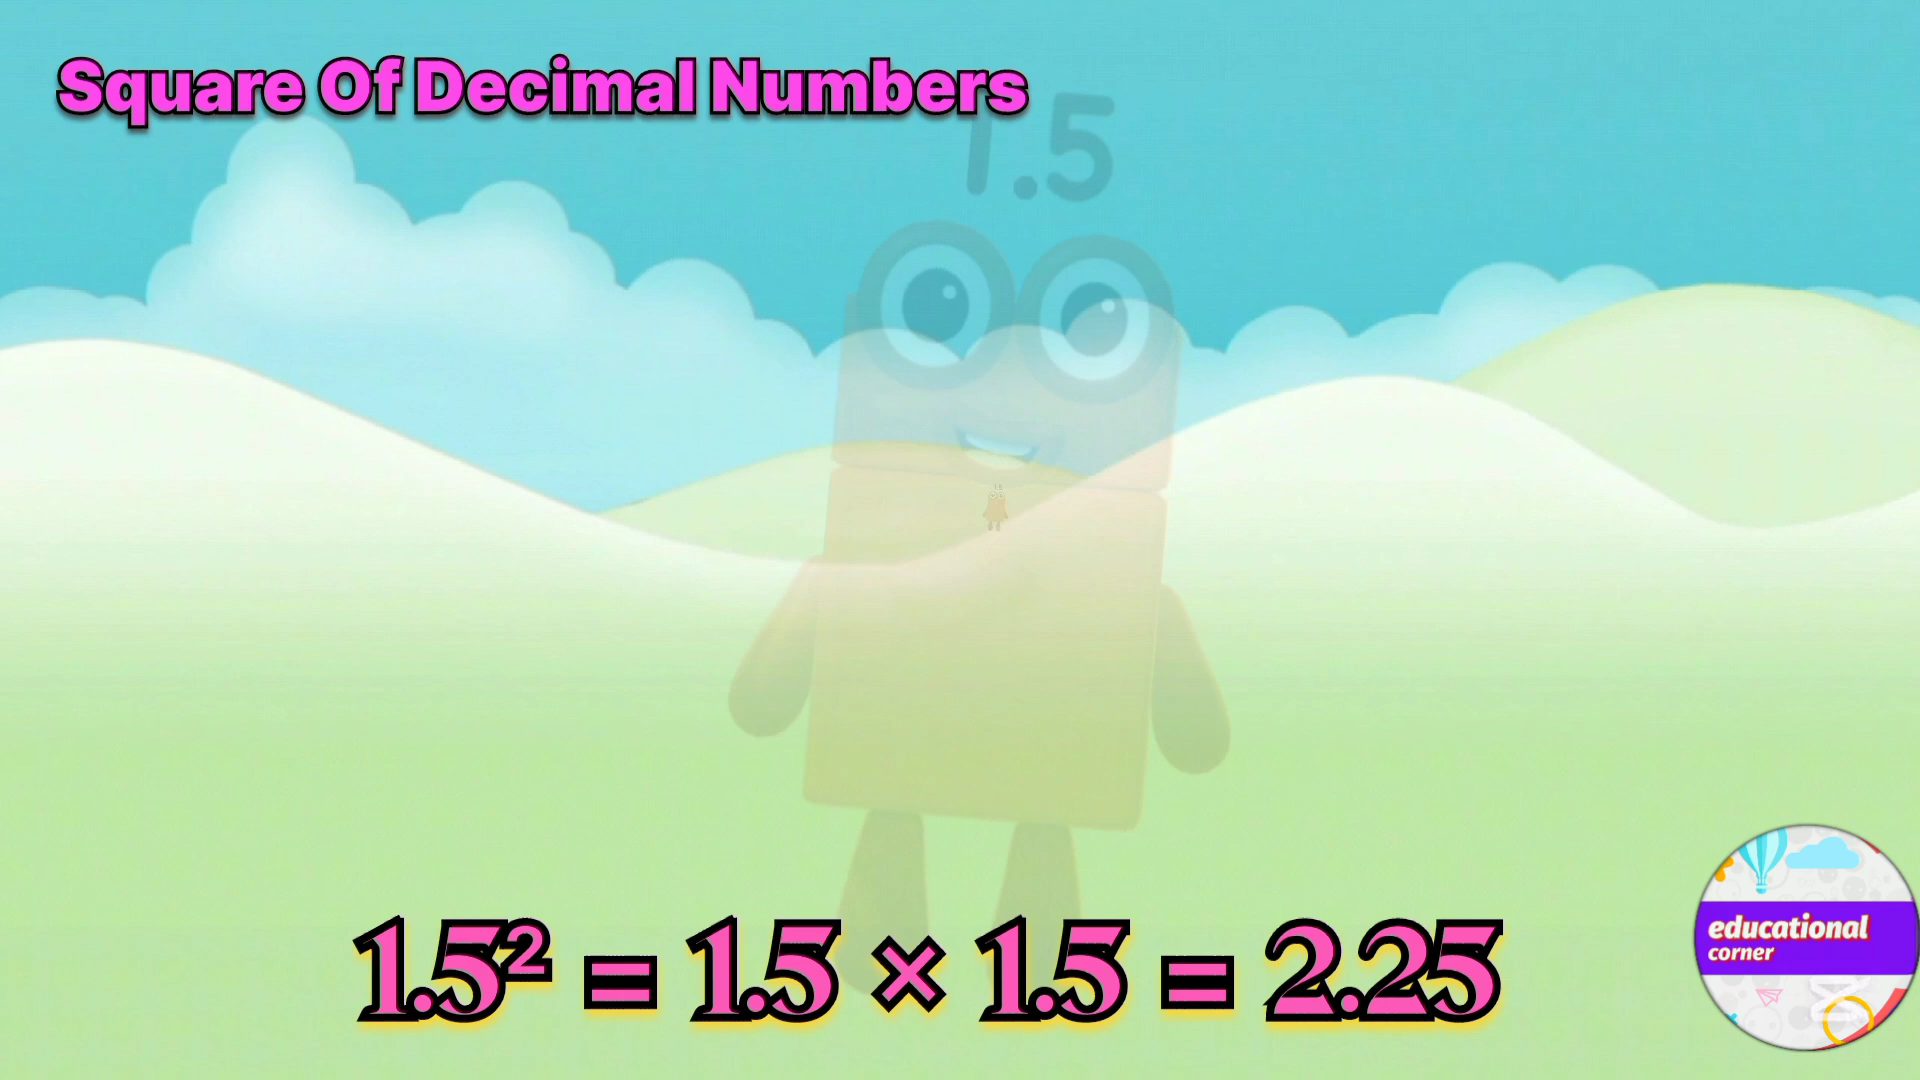 Square Of Decimal Numbers
1.5
1.5² = 1.5 × 1.5 = 2.25
educational
corner